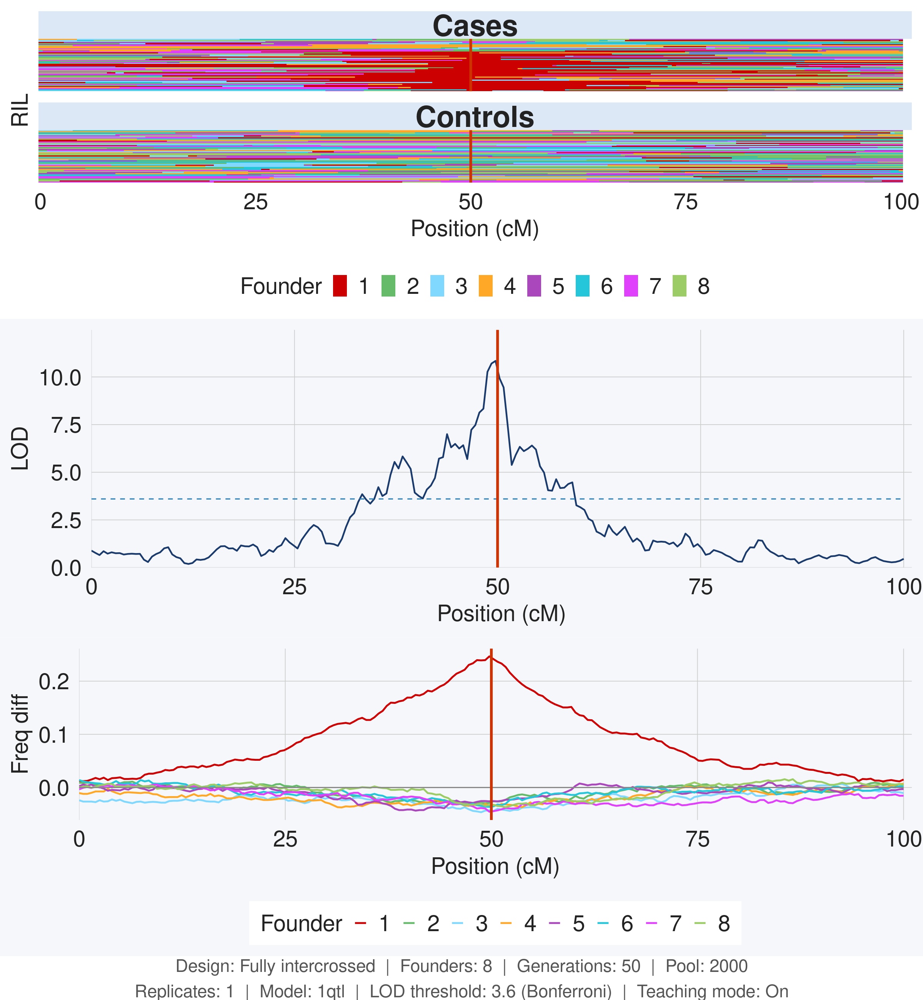 Cases
Controls
RIL
0 25 50 75 100
Position (cM)
Founder 1 2 3 4 5 6 7 8
10.0
7.5
5.0
2.5
0.0
LOD
0 25 50 75 100
Position (cM)
0.2
0.1
0.0
Freq diff
0 25 50 75 100
Position (cM)
Founder 1 2 3 4 5 6 7 8
Design: Fully intercrossed | Founders: 8 | Generations: 50 | Pool: 2000
Replicates: 1 | Model: 1qtl | LOD threshold: 3.6 (Bonferroni) | Teaching mode: On